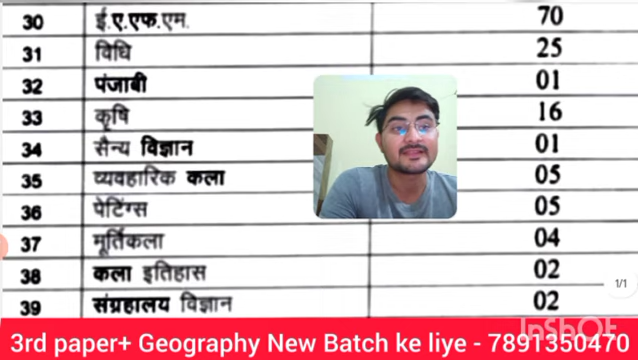 30 ई.ए.एफ.एम. 70
31 विधि 25
32 पंजाबी 01
33 कृषि 16
34 सैन्य विज्ञान 01
35 व्यवहारिक कला 05
36 पेटिंग्स 05
37 मूर्तिकला 04
38 कला इतिहास 02
39 संग्रहालय विज्ञान 02
1/1
InShOt
3rd paper+ Geography New Batch ke liye - 7891350470